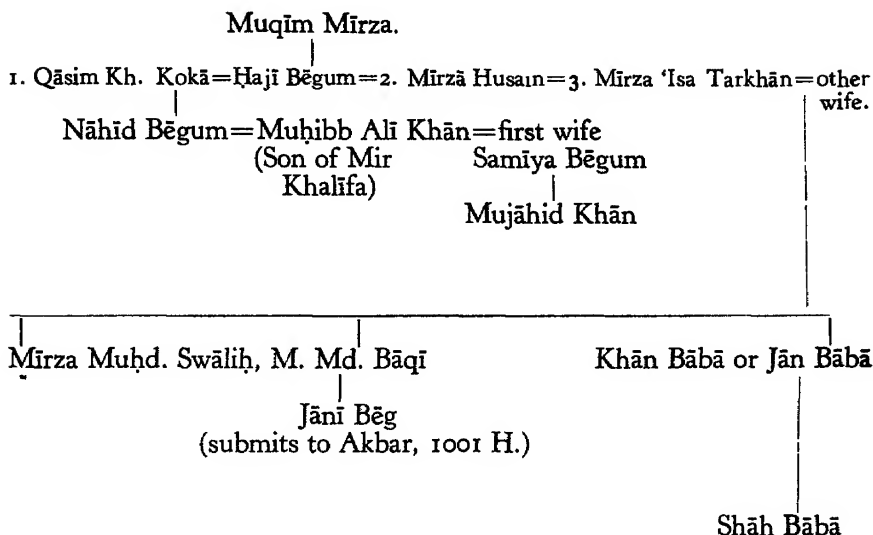 Muqīm Mīrza.
1. Qāsim Kh. Kokā=Ḥajī Bēgum=2. Mīrzā Husain=3. Mīrza ‘Isa Tarkhān=other
wife.
Nāhīd Bēgum=Muḥibb Alī Khān=first wife
(Son of Mir Samīya Bēgum
Khalīfa)
Mujāhid Khān
Mīrza Muḥd. Swāliḥ, M. Md. Bāqī Khān Bābā or Jān Bābā
Jānī Bēg
(submits to Akbar, 1001 H.)
Shāh Bābā